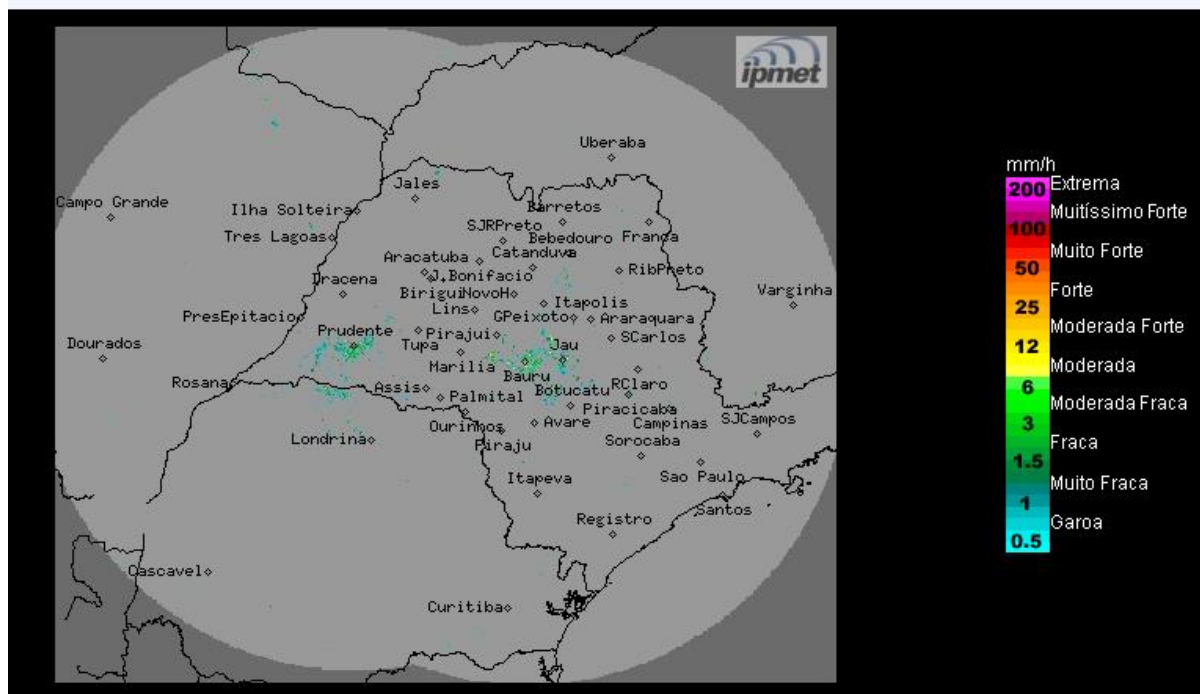 ipmet
Uberaba
Jales
Campo Grande
Ilha Solteira
Barretos
SJRPreto
Tres Lagoas
Bebedouro
Franca
Aracatuba
Catanduva
J.Bonifacio
RibPreto
Dracena
Birigui
NovoH
Itapolis
Varginha
Lins
PresEpitacio
GPeixoto
Araraquara
Prudente
Pirajui
SCarlos
Dourados
Tupa
Jau
Marilia
Bauru
Rosana
Assis
Botucatu
RClaro
Palmital
Piracicaba
Ourinhos
Avare
Campinas
SJCampos
Londrina
Piraju
Sorocaba
Itapeva
Sao Paulo
Santos
Registro
Cascavel
Curitiba
mm/h
200 Extrema
Muitíssimo Forte
100
Muito Forte
50
Forte
25
Moderada Forte
12
Moderada
6
Moderada Fraca
3
Fraca
1.5
Muito Fraca
1
Garoa
0.5